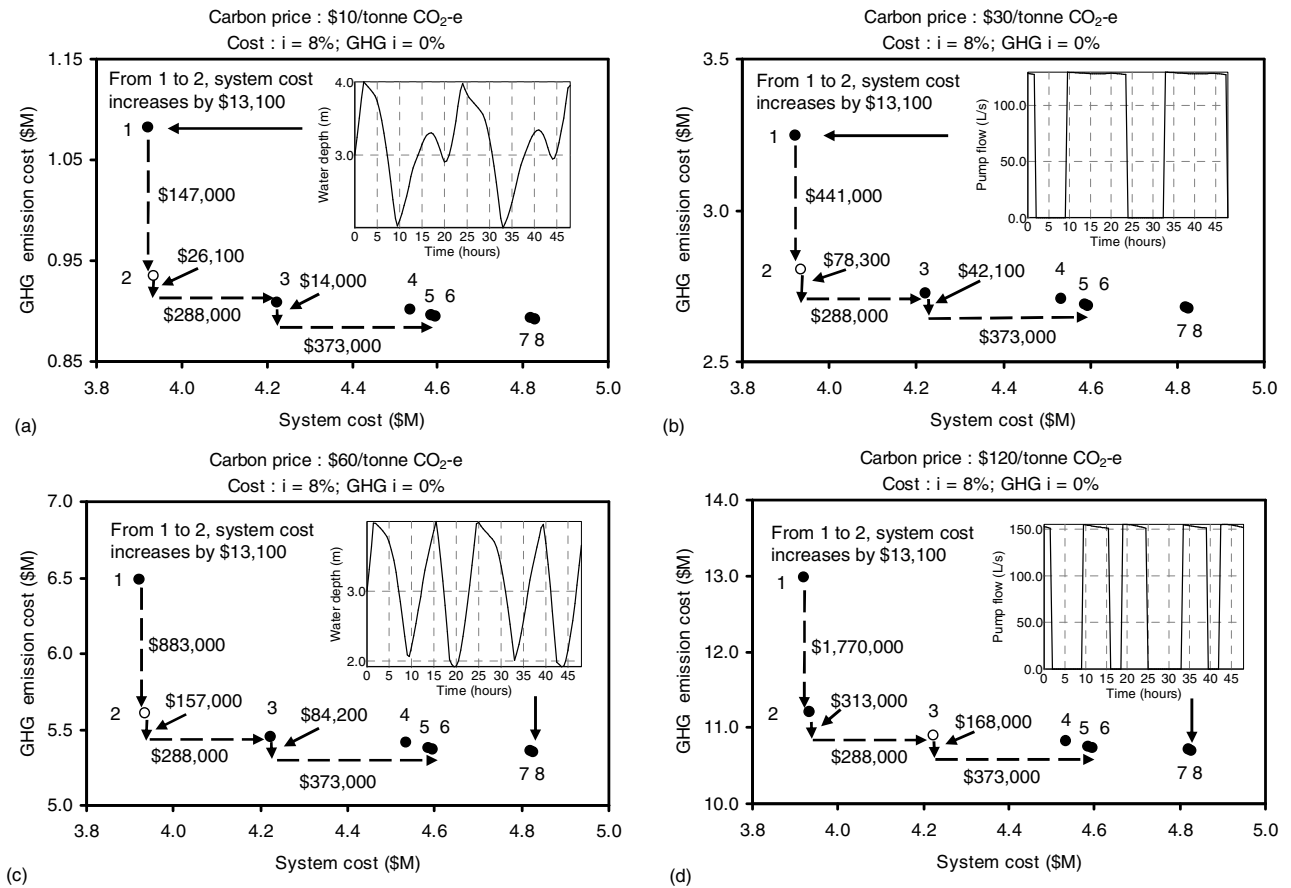 Carbon price : $10/tonne CO₂-e
Cost : i = 8%; GHG i = 0%
GHG emission cost ($M)
1.15
1.05
0.95
0.85
From 1 to 2, system cost
increases by $13,100
1
$147,000
2
$26,100
$288,000
3
$14,000
$373,000
4
5 6
7 8
Water depth (m)
4.0
3.0
0 5 10 15 20 25 30 35 40 45
Time (hours)
3.8 4.0 4.2 4.4 4.6 4.8 5.0
System cost ($M)
(a)
Carbon price : $30/tonne CO₂-e
Cost : i = 8%; GHG i = 0%
GHG emission cost ($M)
3.5
3.0
2.5
From 1 to 2, system cost
increases by $13,100
1
$441,000
2
$78,300
$288,000
3
$42,100
$373,000
4
5 6
7 8
Pump flow (L/s)
100.0
50.0
0.0
0 5 10 15 20 25 30 35 40 45
Time (hours)
3.8 4.0 4.2 4.4 4.6 4.8 5.0
System cost ($M)
(b)
Carbon price : $60/tonne CO₂-e
Cost : i = 8%; GHG i = 0%
GHG emission cost ($M)
7.0
6.5
6.0
5.5
5.0
From 1 to 2, system cost
increases by $13,100
1
$883,000
2
$157,000
$288,000
3
$84,200
$373,000
4
5 6
7 8
Water depth (m)
3.0
2.0
0 5 10 15 20 25 30 35 40 45
Time (hours)
3.8 4.0 4.2 4.4 4.6 4.8 5.0
System cost ($M)
(c)
Carbon price : $120/tonne CO₂-e
Cost : i = 8%; GHG i = 0%
GHG emission cost ($M)
14.0
13.0
12.0
11.0
10.0
From 1 to 2, system cost
increases by $13,100
1
$1,770,000
2
$313,000
$288,000
3
$168,000
$373,000
4
5 6
7 8
Pump flow (L/s)
150.0
100.0
50.0
0.0
0 5 10 15 20 25 30 35 40 45
Time (hours)
3.8 4.0 4.2 4.4 4.6 4.8 5.0
System cost ($M)
(d)